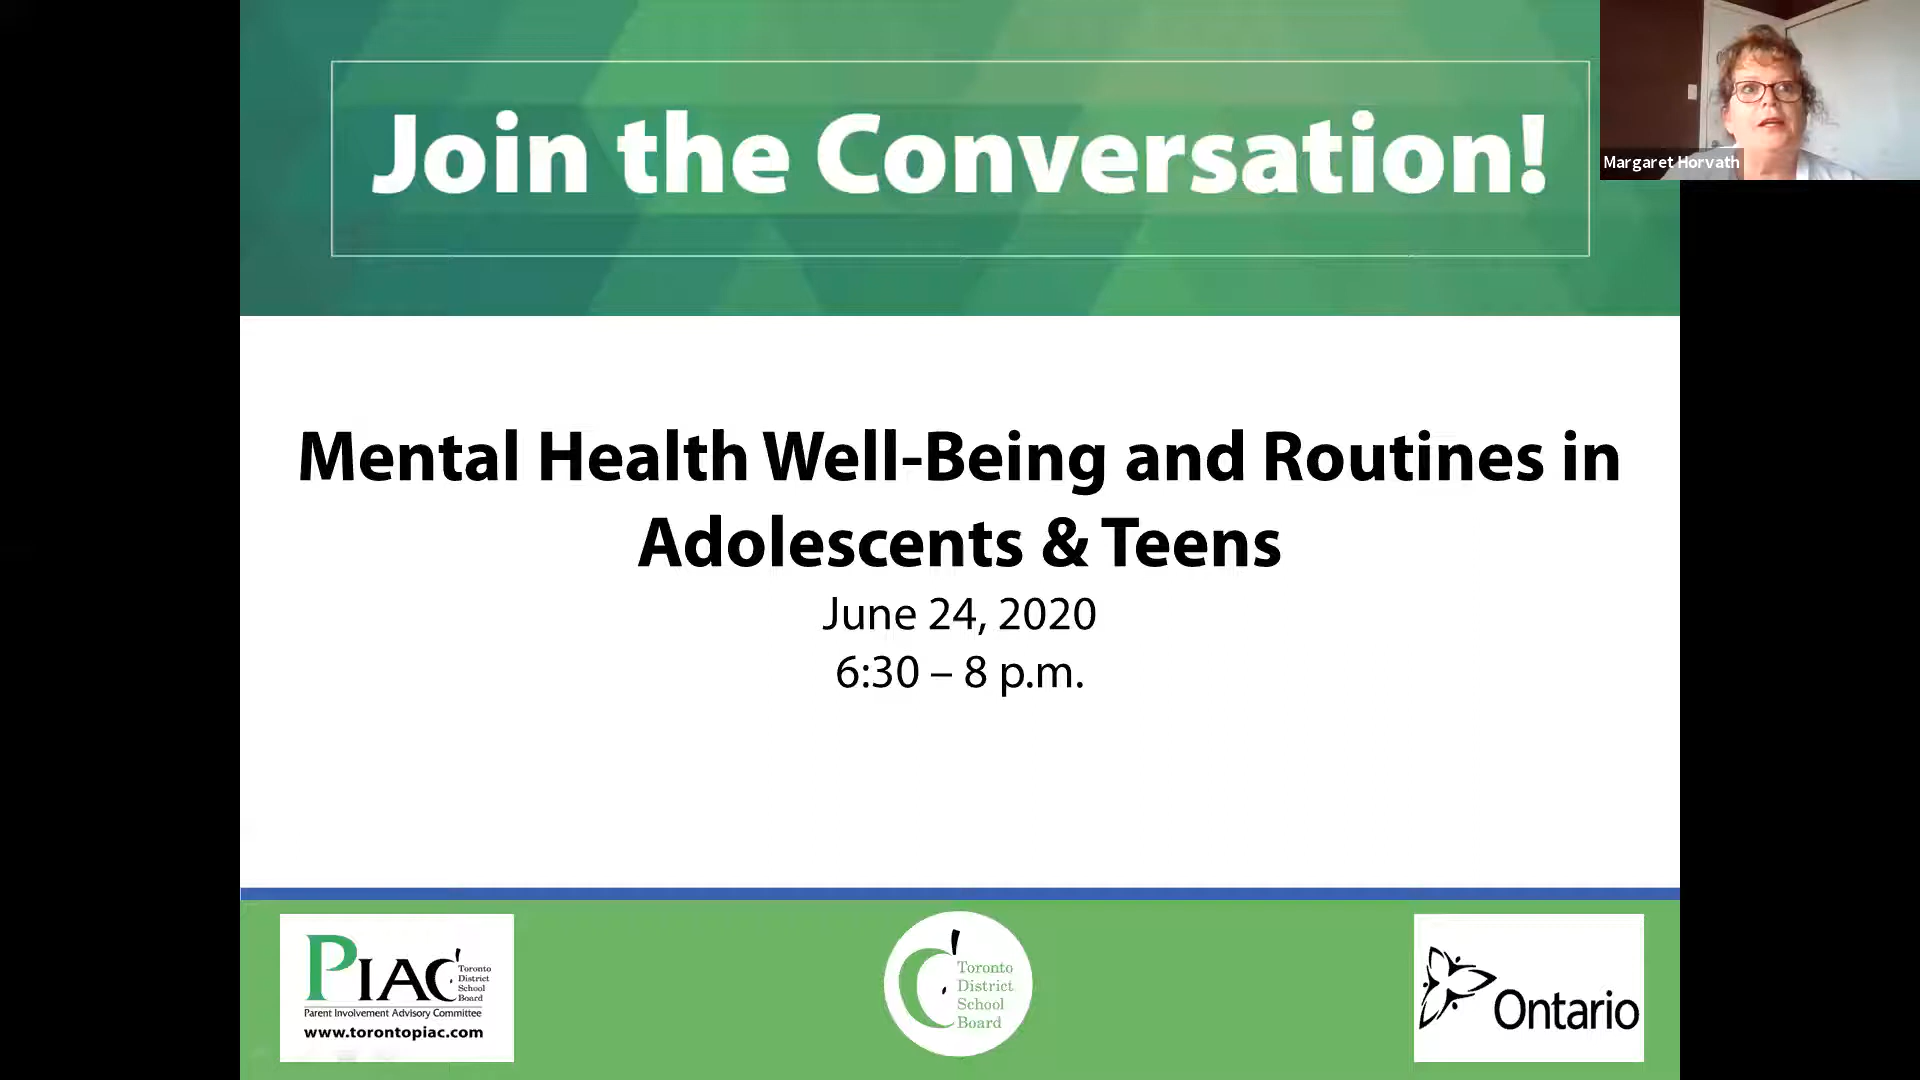 Join the Conversation!
Margaret Horvath
Mental Health Well-Being and Routines in
Adolescents & Teens
June 24, 2020
6:30 – 8 p.m.
PIAC
Toronto
District
School
Board
Parent Involvement Advisory Committee
www.torontopiac.com
Toronto
District
School
Board
Ontario